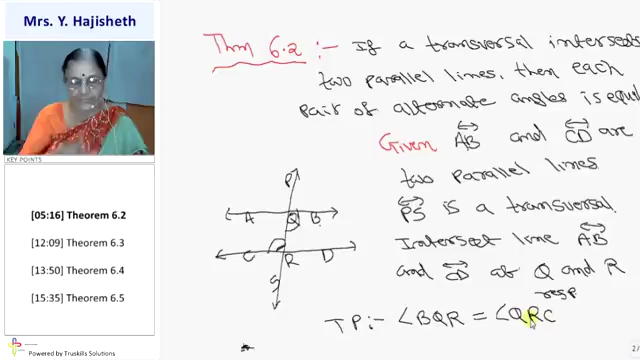 Mrs. Y. Hajisheth
KEY POINTS
[05:16] Theorem 6.2
[12:09] Theorem 6.3
[13:50] Theorem 6.4
[15:35] Theorem 6.5
Powered by Truskills Solutions
Thm 6.2 :- If a transversal intersects
two parallel lines, then each
pair of alternate angles is equal
Given AB and CD are
two parallel lines
PS is a transversal
Intersect line AB
and CD at Q and R
resp
TP:- ∠BQR = ∠QRC
P
A Q B
C R D
S